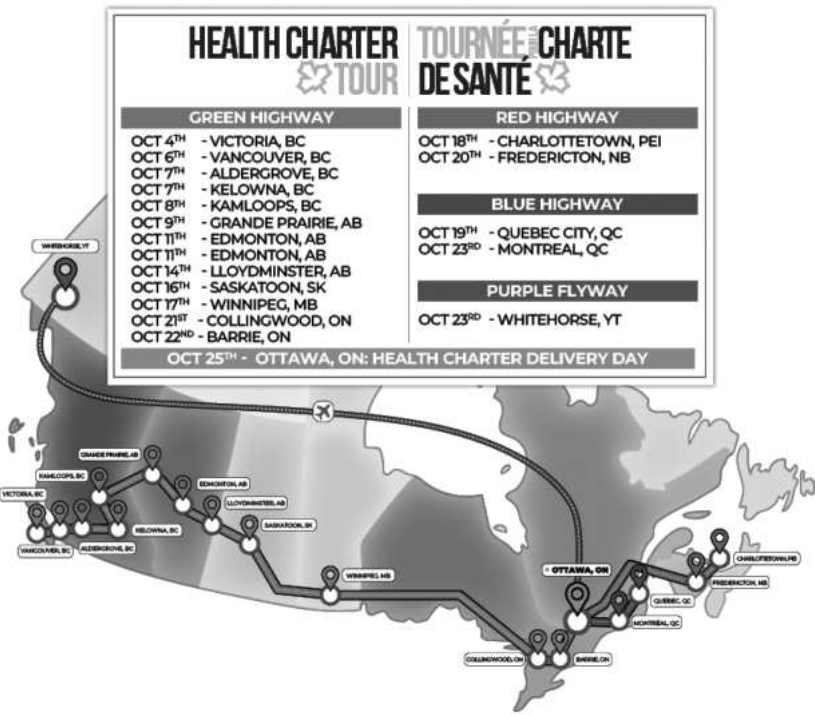 HEALTH CHARTER
TOUR
TOURNÉE POUR LA CHARTE
DE SANTÉ
GREEN HIGHWAY
OCT 4TH - VICTORIA, BC
OCT 6TH - VANCOUVER, BC
OCT 7TH - ALDERGROVE, BC
OCT 7TH - KELOWNA, BC
OCT 8TH - KAMLOOPS, BC
OCT 9TH - GRANDE PRAIRIE, AB
OCT 11TH - EDMONTON, AB
OCT 11TH - EDMONTON, AB
OCT 14TH - LLOYDMINSTER, AB
OCT 16TH - SASKATOON, SK
OCT 17TH - WINNIPEG, MB
OCT 21ST - COLLINGWOOD, ON
OCT 22ND - BARRIE, ON
RED HIGHWAY
OCT 18TH - CHARLOTTETOWN, PEI
OCT 20TH - FREDERICTON, NB
BLUE HIGHWAY
OCT 19TH - QUEBEC CITY, QC
OCT 23RD - MONTREAL, QC
PURPLE FLYWAY
OCT 23RD - WHITEHORSE, YT
OCT 25TH - OTTAWA, ON: HEALTH CHARTER DELIVERY DAY
WHITEHORSE, YT
GRANDE PRAIRIE, AB
KAMLOOPS, BC
EDMONTON, AB
VICTORIA, BC
LLOYDMINSTER, AB
SASKATOON, SK
KELOWNA, BC
VANCOUVER, BC
ALDERGROVE, BC
WINNIPEG, MB
OTTAWA, ON
CHARLOTTETOWN, PEI
FREDERICTON, NB
QUEBEC, QC
MONTREAL, QC
COLLINGWOOD, ON
BARRIE, ON